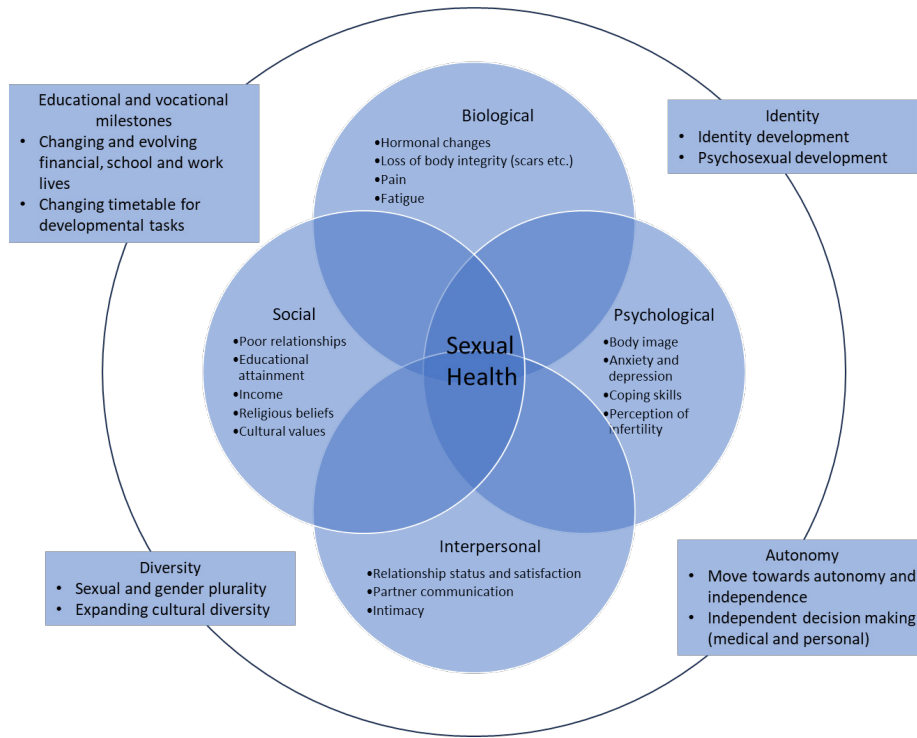 Educational and vocational
milestones
• Changing and evolving
financial, school and work
lives
• Changing timetable for
developmental tasks
Biological
•Hormonal changes
•Loss of body integrity (scars etc.)
•Pain
•Fatigue
Identity
• Identity development
• Psychosexual development
Social
•Poor relationships
•Educational
attainment
•Income
•Religious beliefs
•Cultural values
Sexual
Health
Psychological
•Body image
•Anxiety and
depression
•Coping skills
•Perception of
infertility
Diversity
• Sexual and gender plurality
• Expanding cultural diversity
Interpersonal
•Relationship status and satisfaction
•Partner communication
•Intimacy
Autonomy
• Move towards autonomy and
independence
• Independent decision making
(medical and personal)